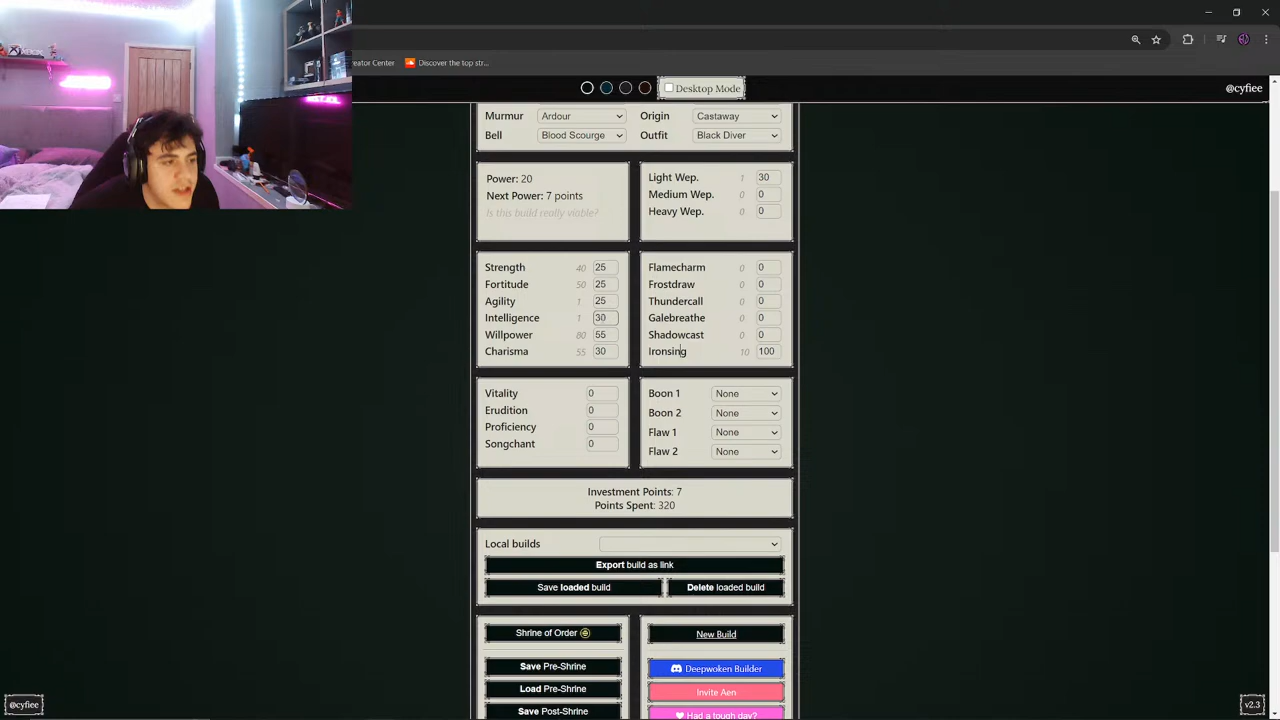 eator Center Discover the top str...
Desktop Mode
@cyfiee
Murmur Ardour Origin Castaway
Bell Blood Scourge Outfit Black Diver
Power: 20
Next Power: 7 points
Is this build really viable?
Light Wep. 1 30
Medium Wep. 0 0
Heavy Wep. 0 0
Strength 40 25
Fortitude 50 25
Agility 1 25
Intelligence 1 30
Willpower 80 55
Charisma 55 30
Flamecharm 0 0
Frostdraw 0 0
Thundercall 0 0
Galebreathe 0 0
Shadowcast 0 0
Ironsing 10 100
Vitality 0
Erudition 0
Proficiency 0
Songchant 0
Boon 1 None
Boon 2 None
Flaw 1 None
Flaw 2 None
Investment Points: 7
Points Spent: 320
Local builds
Export build as link
Save loaded build Delete loaded build
Shrine of Order
Save Pre-Shrine
Load Pre-Shrine
Save Post-Shrine
New Build
Deepwoken Builder
Invite Aen
Had a tough day?
@cyfiee
v2.3